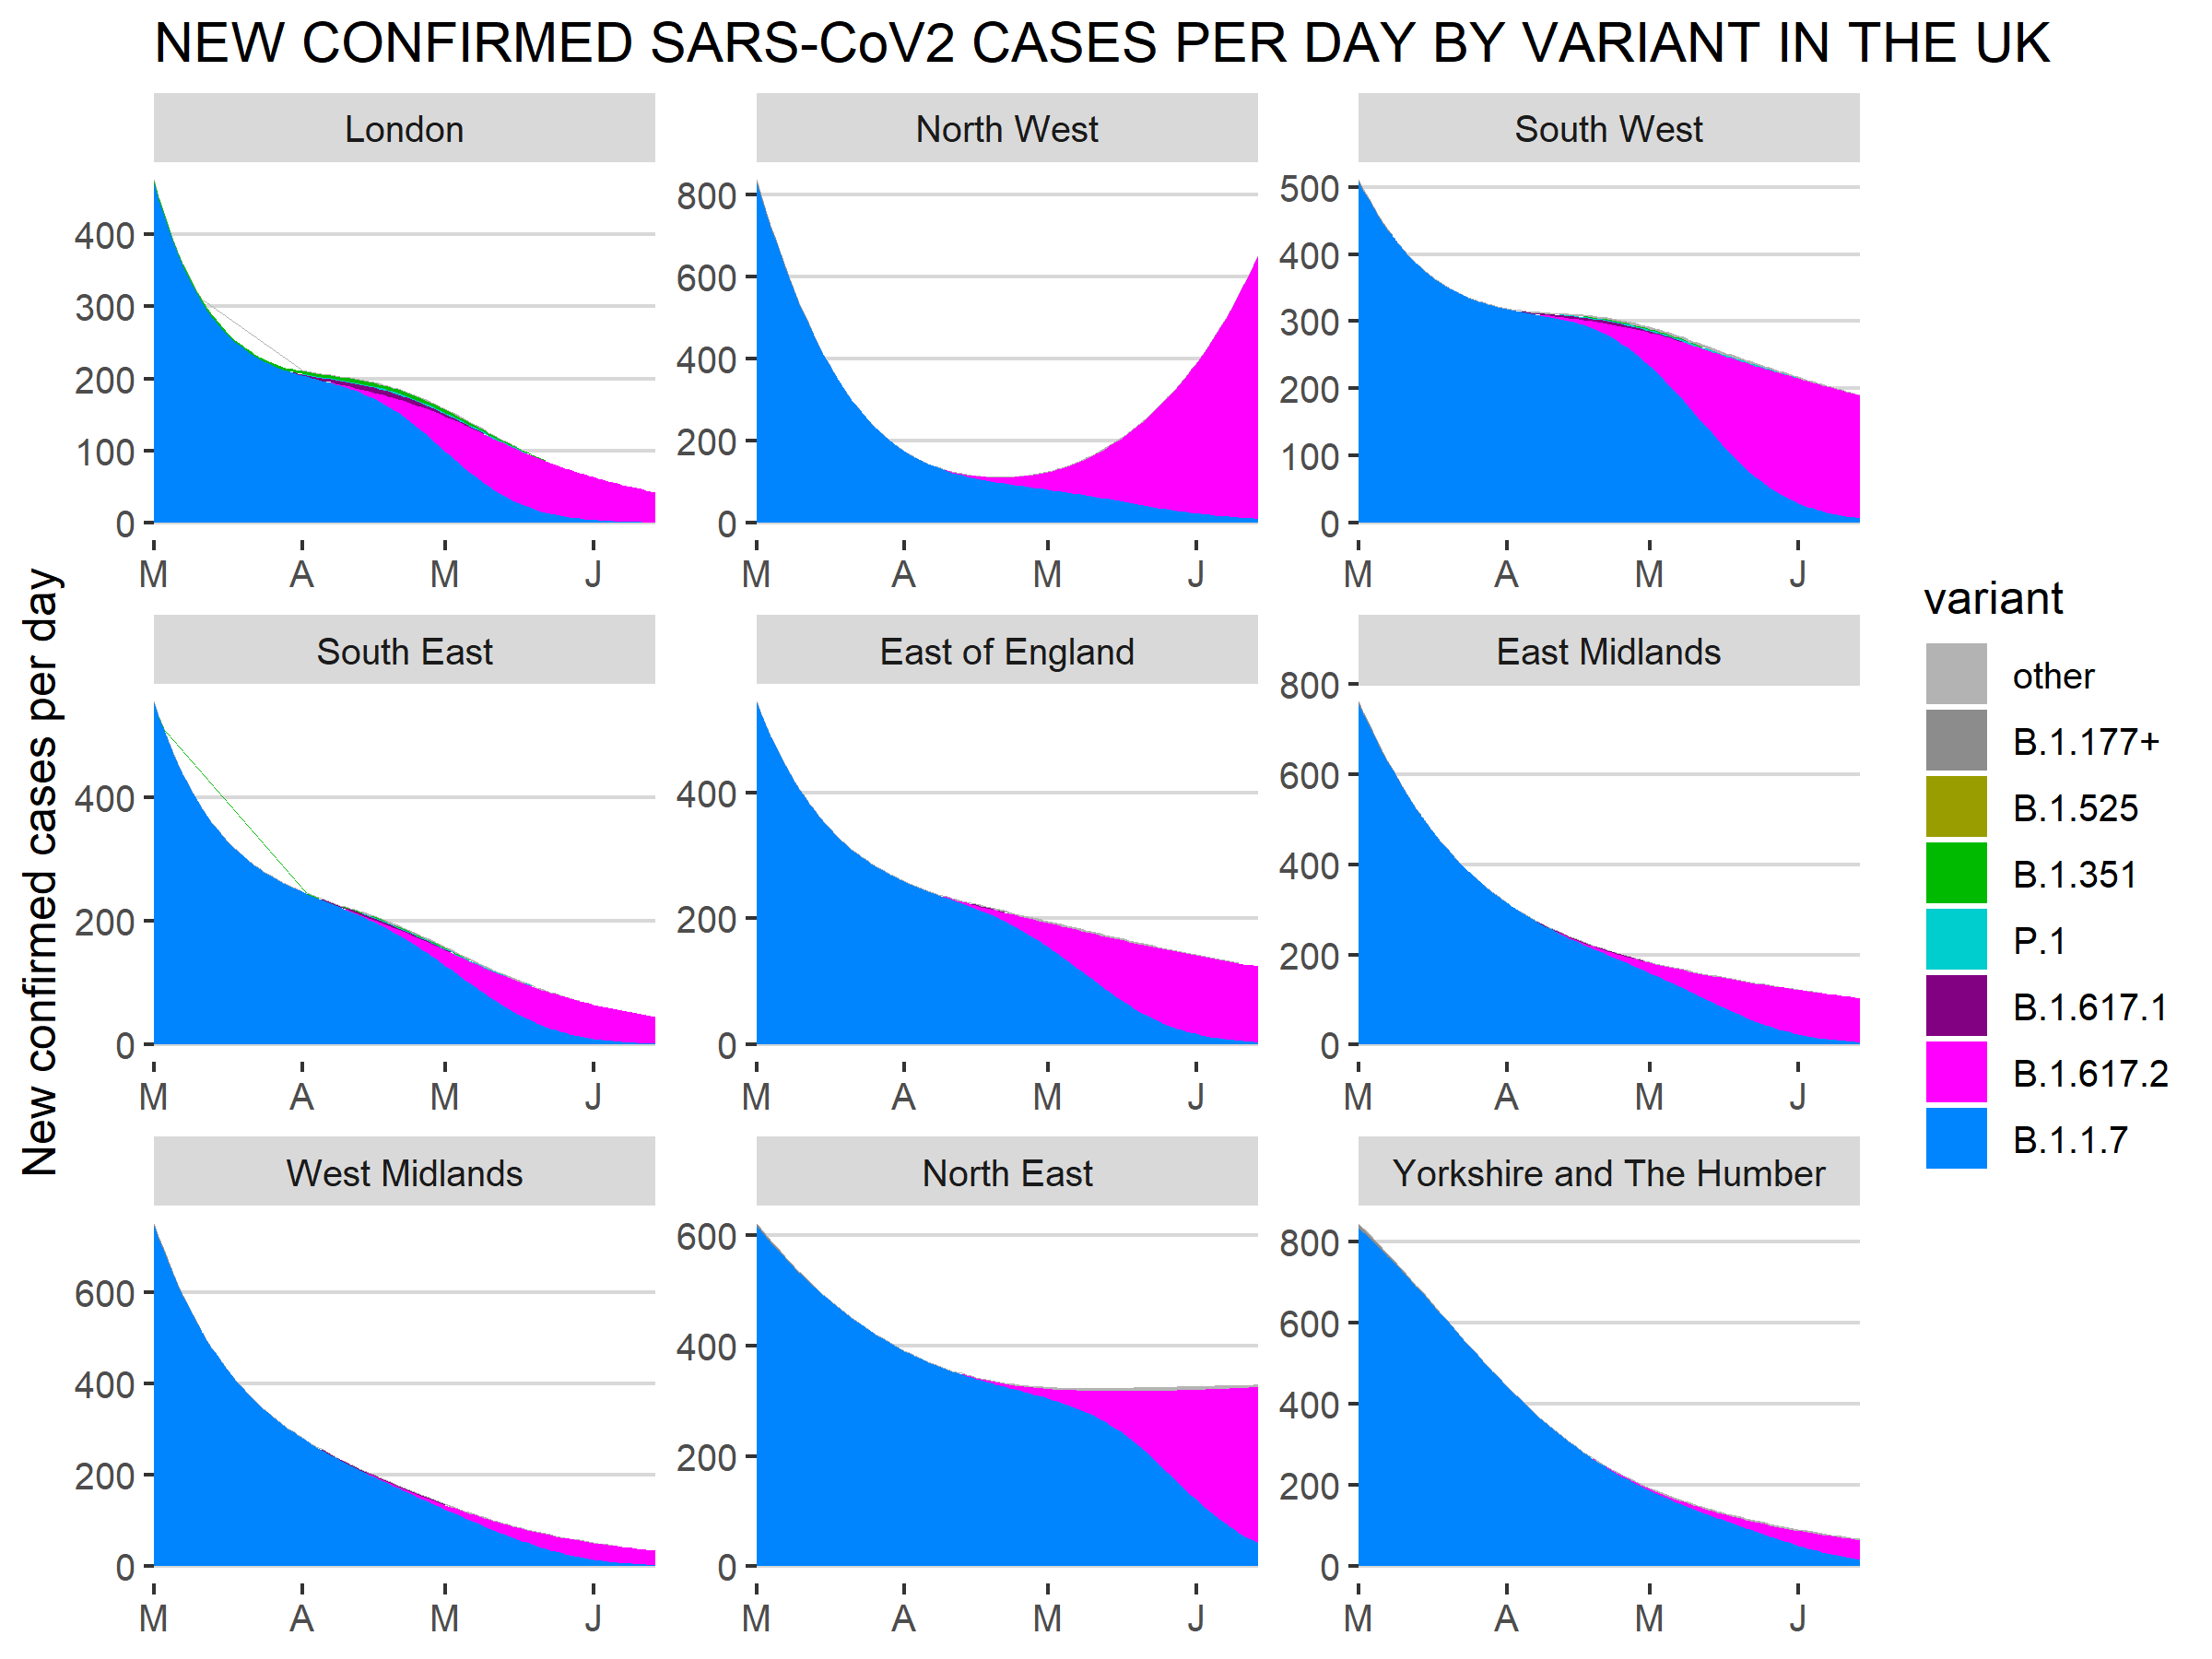 NEW CONFIRMED SARS-CoV2 CASES PER DAY BY VARIANT IN THE UK
New confirmed cases per day
London
400
300
200
100
0
M A M J
North West
800
600
400
200
0
M A M J
South West
500
400
300
200
100
0
M A M J
South East
400
200
0
M A M J
East of England
400
200
0
M A M J
East Midlands
800
600
400
200
0
M A M J
West Midlands
600
400
200
0
M A M J
North East
600
400
200
0
M A M J
Yorkshire and The Humber
800
600
400
200
0
M A M J
variant
other
B.1.177+
B.1.525
B.1.351
P.1
B.1.617.1
B.1.617.2
B.1.1.7